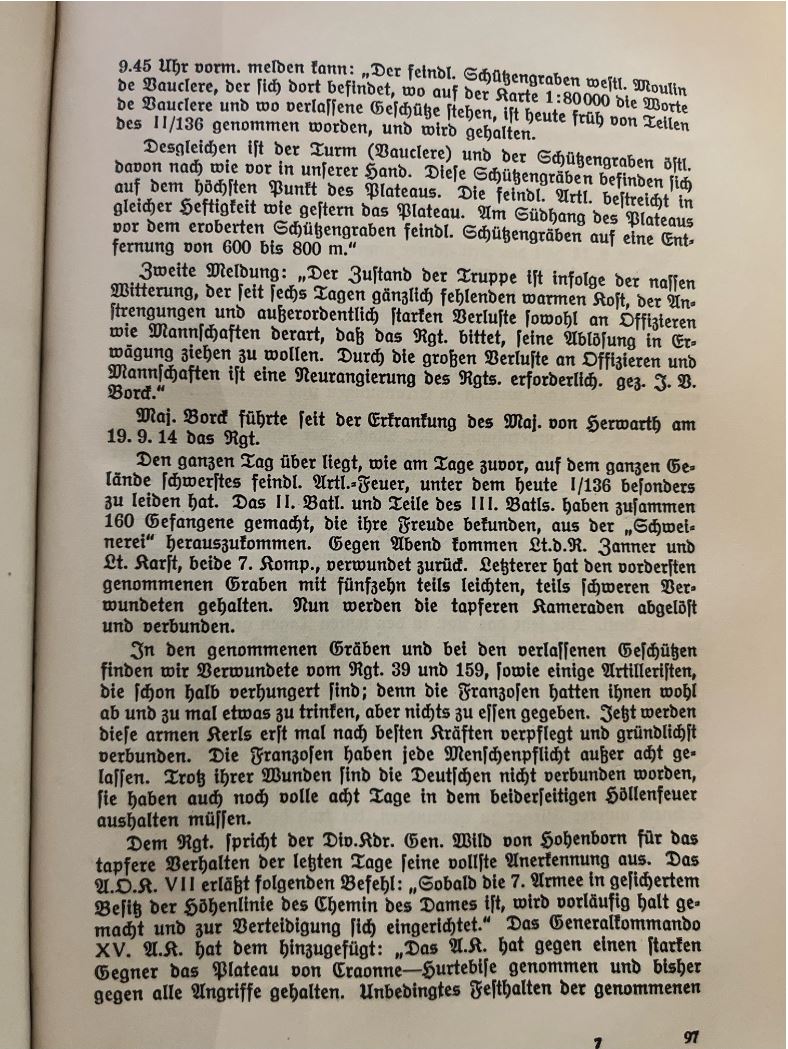 9.45 Uhr vorm. melden kann: „Der feindl. Schützengraben westl. Moulin
de Vauclere, der sich dort befindet, wo auf der Karte 1:80000 die Worte
de Vauclere und wo verlassene Geschütze stehen, ist heute früh von Teilen
des II/136 genommen worden, und wird gehalten.
Desgleichen ist der Turm (Vauclere) und der Schützengraben östl.
davon nach wie vor in unserer Hand. Diese Schützengräben befinden sich
auf dem höchsten Punkt des Plateaus. Die feindl. Artl. bestreicht in
gleicher Heftigkeit wie gestern das Plateau. Am Südhang des Plateaus
vor dem eroberten Schützengraben feindl. Schützengräben auf eine Ent-
fernung von 600 bis 800 m.“
Zweite Meldung: „Der Zustand der Truppe ist infolge der nassen
Witterung, der seit sechs Tagen gänzlich fehlenden warmen Kost, der An-
strengungen und außerordentlich starken Verluste sowohl an Offizieren
wie Mannschaften derart, daß das Rgt. bittet, seine Ablösung in Er-
wägung ziehen zu wollen. Durch die großen Verluste an Offizieren und
Mannschaften ist eine Neurangierung des Rgts. erforderlich. gez. J. V.
Borck.“
Maj. Borck führte seit der Erkrankung des Maj. von Herwarth am
19. 9. 14 das Rgt.
Den ganzen Tag über liegt, wie am Tage zuvor, auf dem ganzen Ge-
lände schwerstes feindl. Artl.-Feuer, unter dem heute I/136 besonders
zu leiden hat. Das II. Batl. und Teile des III. Batls. haben zusammen
160 Gefangene gemacht, die ihre Freude bekunden, aus der „Schwei-
nerei“ herauszukommen. Gegen Abend kommen Lt.d.R. Zanner und
Lt. Karst, beide 7. Komp., verwundet zurück. Letzterer hat den vordersten
genommenen Graben mit fünfzehn teils leichten, teils schweren Ver-
wundeten gehalten. Nun werden die tapferen Kameraden abgelöst
und verbunden.
In den genommenen Gräben und bei den verlassenen Geschützen
finden wir Verwundete vom Rgt. 39 und 159, sowie einige Artilleristen,
die schon halb verhungert sind; denn die Franzosen hatten ihnen wohl
ab und zu mal etwas zu trinken, aber nichts zu essen gegeben. Jetzt werden
diese armen Kerls erst mal nach besten Kräften verpflegt und gründlichst
verbunden. Die Franzosen haben jede Menschenpflicht außer acht ge-
lassen. Trotz ihrer Wunden sind die Deutschen nicht verbunden worden,
sie haben auch noch volle acht Tage in dem beiderseitigen Höllenfeuer
aushalten müssen.
Dem Rgt. spricht der Div.Kdr. Gen. Wild von Hohenborn für das
tapfere Verhalten der letzten Tage seine vollste Anerkennung aus. Das
A.O.K. VII erläßt folgenden Befehl: „Sobald die 7. Armee in gesichertem
Besitz der Höhenlinie des Chemin des Dames ist, wird vorläufig halt ge-
macht und zur Verteidigung sich eingerichtet.“ Das Generalkommando
XV. A.K. hat dem hinzugefügt: „Das A.K. hat gegen einen starken
Gegner das Plateau von Craonne—Hurtebise genommen und bisher
gegen alle Angriffe gehalten. Unbedingtes Festhalten der genommenen
7 97